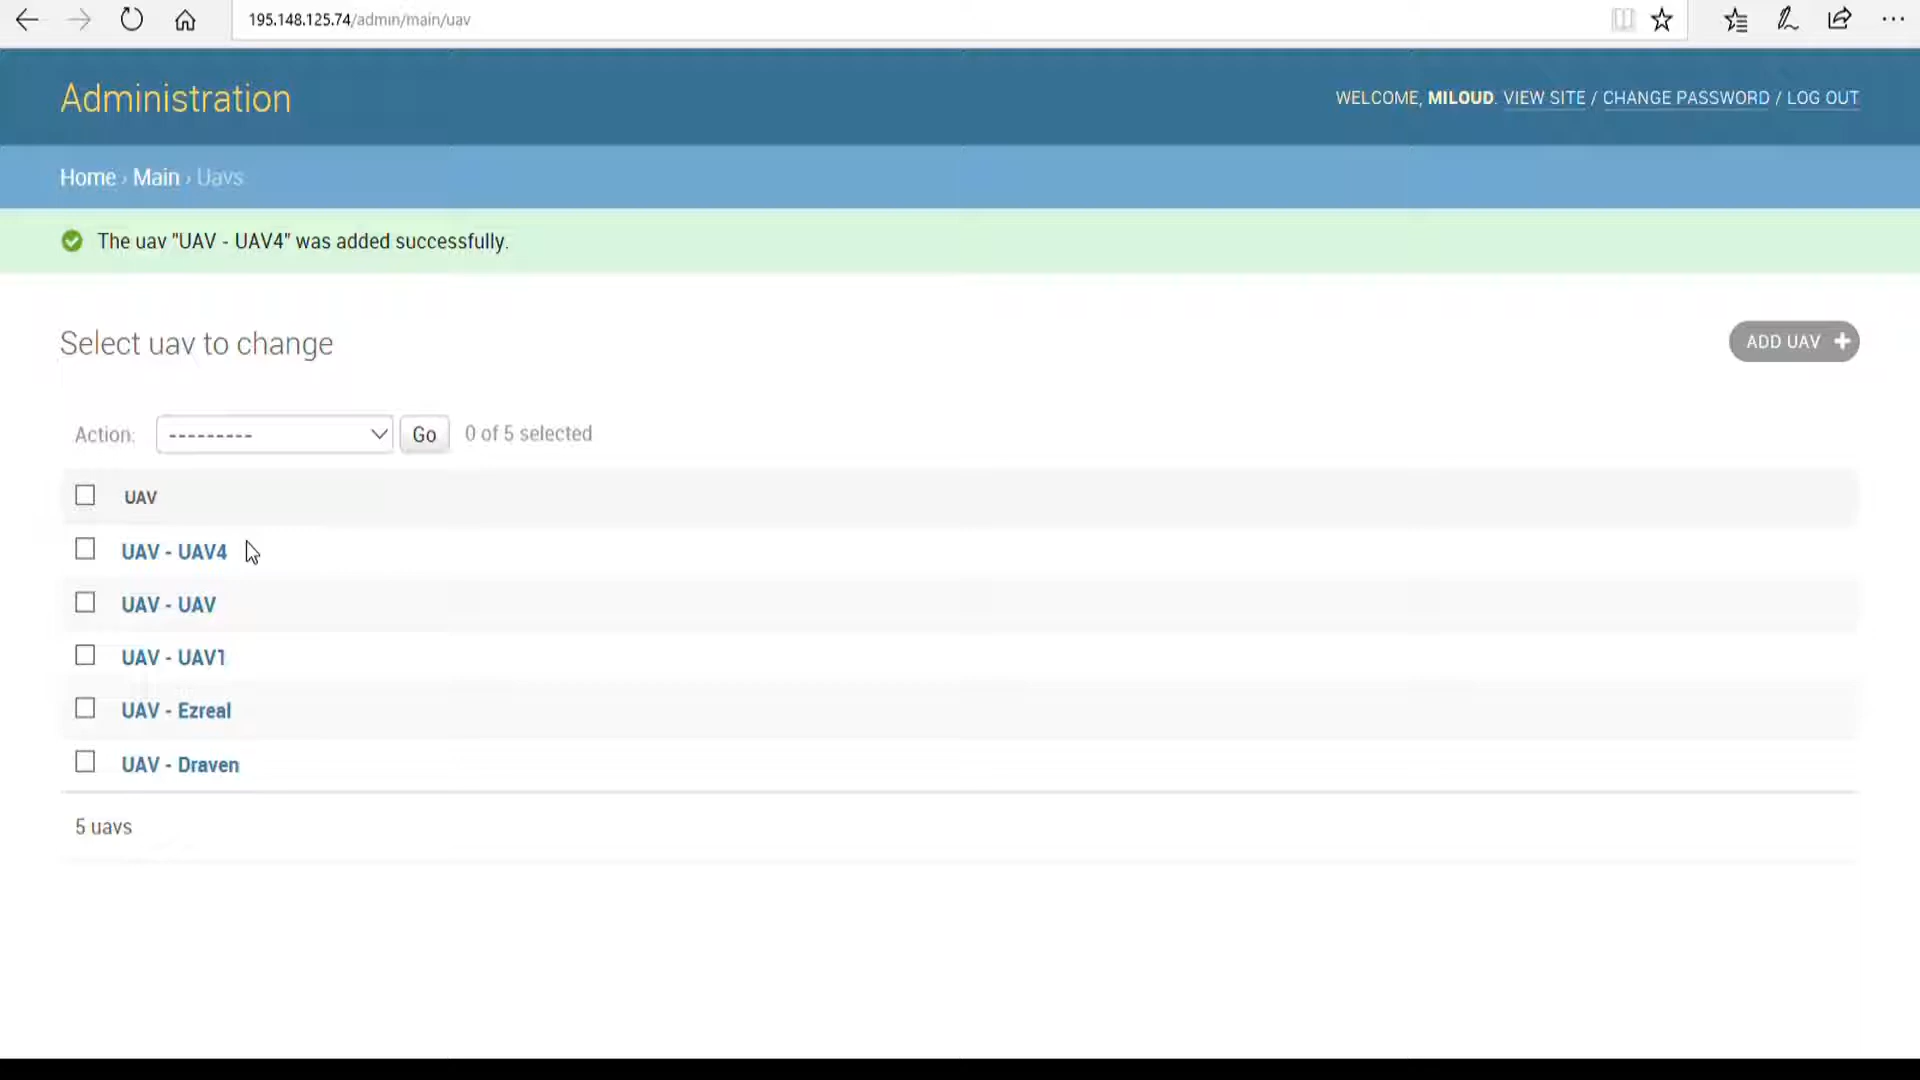 195.148.125.74/admin/main/uav
Administration
WELCOME, MILOUD. VIEW SITE / CHANGE PASSWORD / LOG OUT
Home › Main › Uavs
The uav "UAV - UAV4" was added successfully.
Select uav to change
ADD UAV +
Action: --------- Go 0 of 5 selected
UAV
UAV - UAV4
UAV - UAV
UAV - UAV1
UAV - Ezreal
UAV - Draven
5 uavs